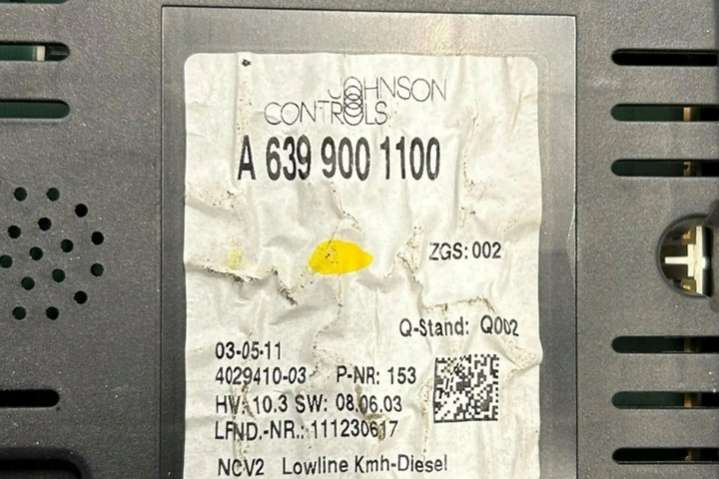 JOHNSON
CONTROLS
A 639 900 1100
ZGS: 002
Q-Stand: Q002
03-05-11
4029410-03 P-NR: 153
HW: 10.3 SW: 08.06.03
LFND.-NR.: 111230617
NCV2 Lowline Kmh-Diesel